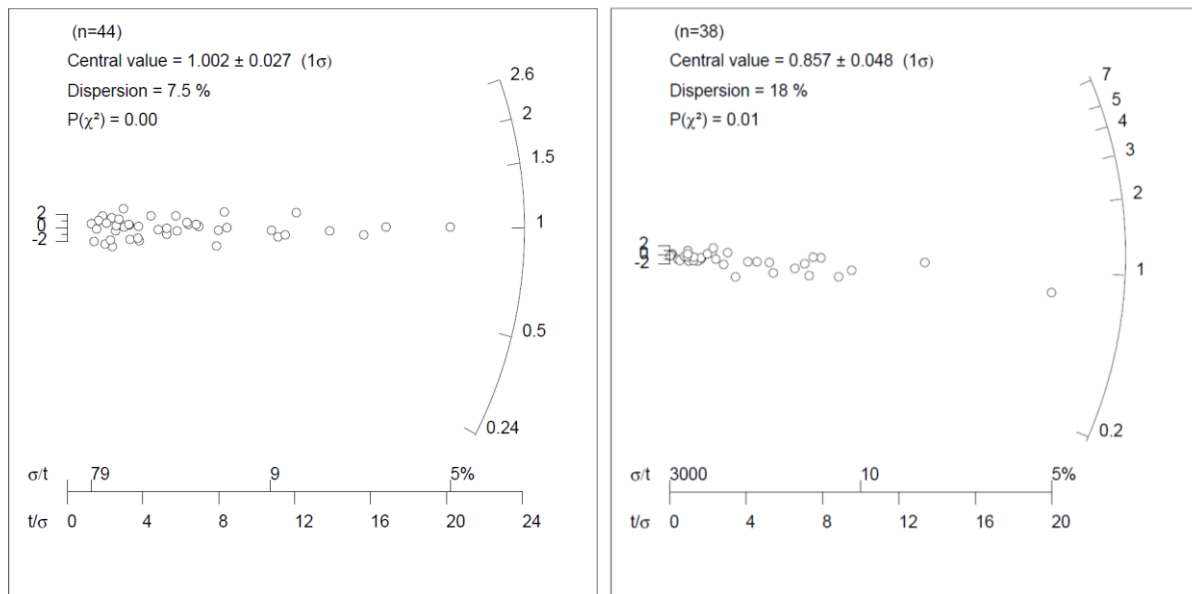 (n=44)
Central value = 1.002 ± 0.027 (1σ)
Dispersion = 7.5 %
P(χ²) = 0.00
2.6
2
1.5
1
0.5
0.24
2
0
-2
σ/t 79 9 5%
t/σ 0 4 8 12 16 20 24
(n=38)
Central value = 0.857 ± 0.048 (1σ)
Dispersion = 18 %
P(χ²) = 0.01
7
5
4
3
2
1
0.2
2
0
-2
σ/t 3000 10 5%
t/σ 0 4 8 12 16 20